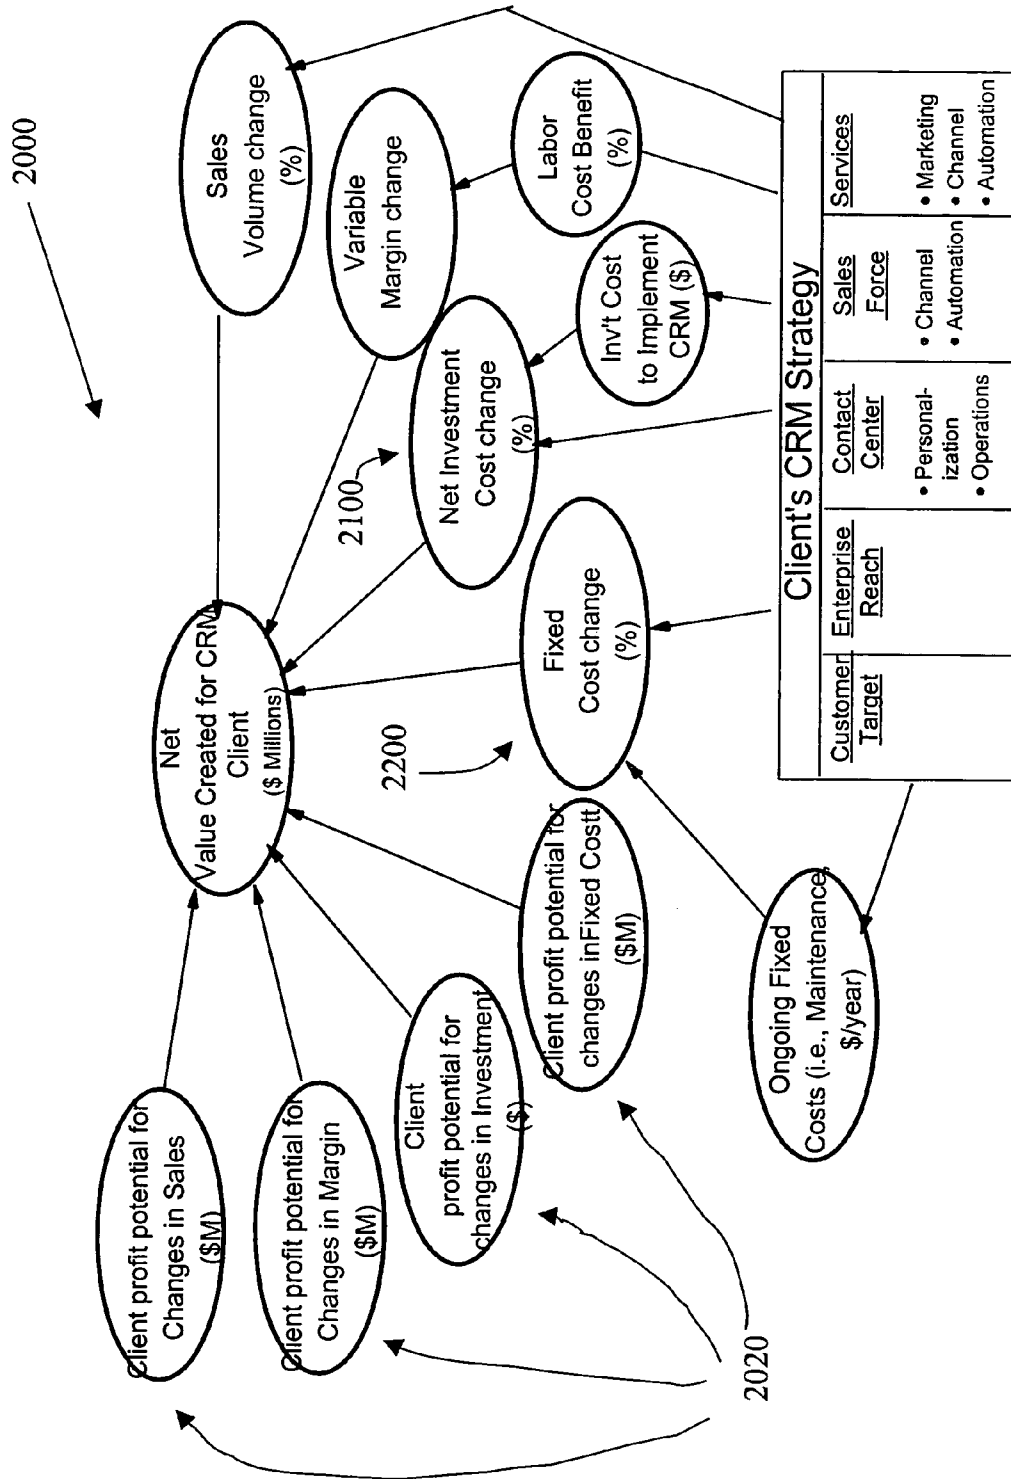 2000
Client profit potential for
Changes in Sales
($M)
Client profit potential for
Changes in Margin
($M)
Client
profit potential for
changes in Investment
($)
Client profit potential for
changes inFixed Costt
($M)
2020
Net
Value Created for CRM
Client
($ Millions)
Sales
Volume change
(%)
Variable
Margin change
2100
Net Investment
Cost change
(%)
2200
Fixed
Cost change
(%)
Labor
Cost Benefit
(%)
Inv't Cost
to Implement
CRM ($)
Ongoing Fixed
Costs (i.e., Maintenance,
$/year)
Client's CRM Strategy
Customer
Target
Enterprise
Reach
Contact
Center
• Personal-
ization
• Operations
Sales
Force
• Channel
• Automation
Services
• Marketing
• Channel
• Automation